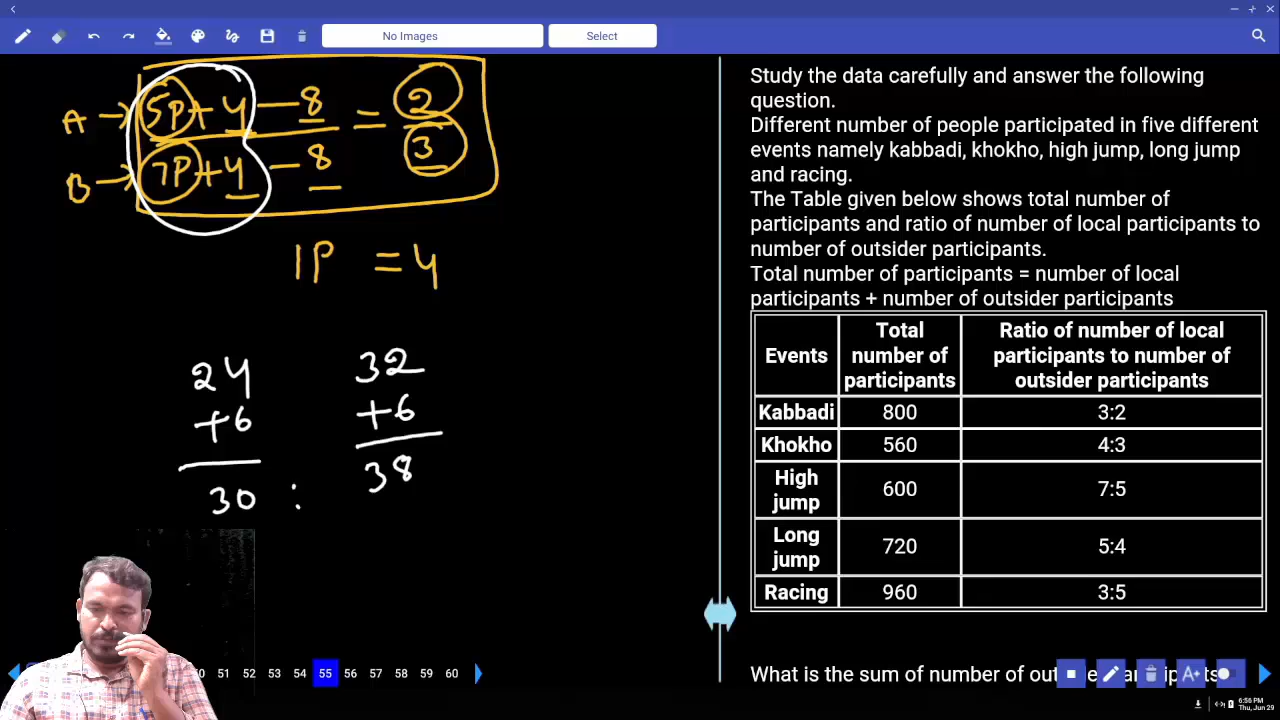 No Images
Select
A → 5P + 4 — 8 = 2
B → 7P + 4 — 8 3
1P = 4
24 32
+6 +6
30 : 38
51 52 53 54 55 56 57 58 59 60
Study the data carefully and answer the following
question.
Different number of people participated in five different
events namely kabbadi, khokho, high jump, long jump
and racing.
The Table given below shows total number of
participants and ratio of number of local participants to
number of outsider participants.
Total number of participants = number of local
participants + number of outsider participants
Events
Total
number of
participants
Ratio of number of local
participants to number of
outsider participants
Kabbadi 800 3:2
Khokho 560 4:3
High
jump 600 7:5
Long
jump 720 5:4
Racing 960 3:5
What is the sum of number of
A+
6:56 PM
Thu, Jun 29